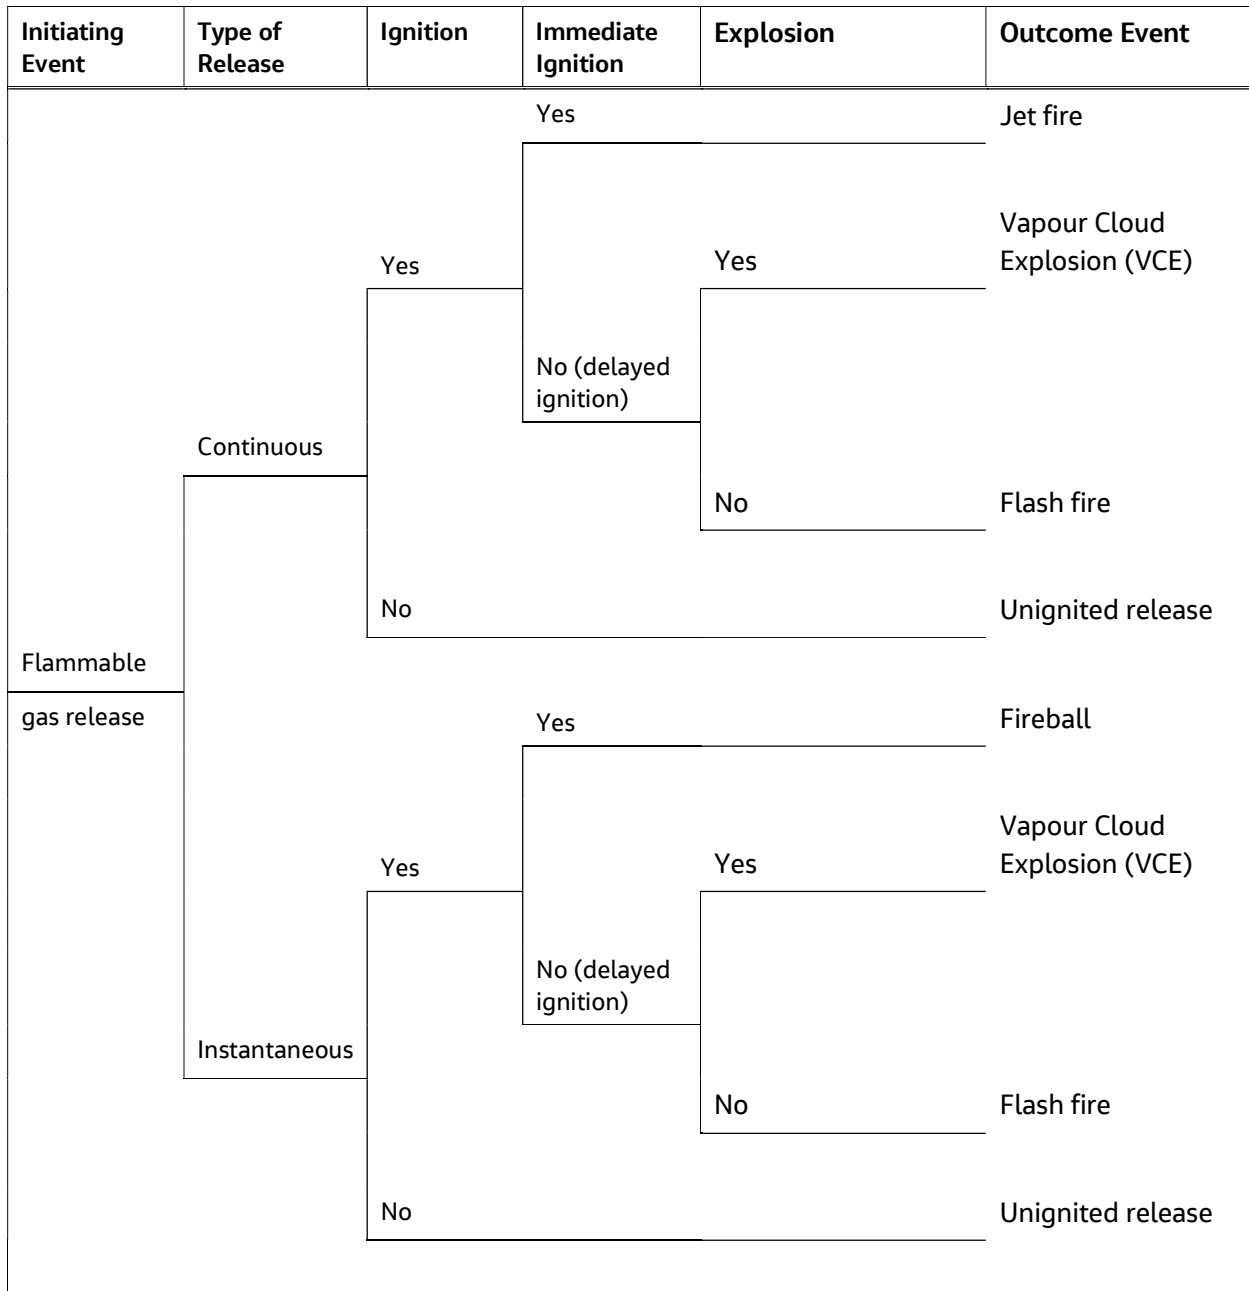 Initiating
Event
Type of
Release
Ignition
Immediate
Ignition
Explosion
Outcome Event
Yes
Jet fire
Vapour Cloud
Explosion (VCE)
Yes
Yes
No (delayed
ignition)
Continuous
No
Flash fire
No
Unignited release
Flammable
gas release
Yes
Fireball
Vapour Cloud
Explosion (VCE)
Yes
Yes
No (delayed
ignition)
Instantaneous
No
Flash fire
No
Unignited release